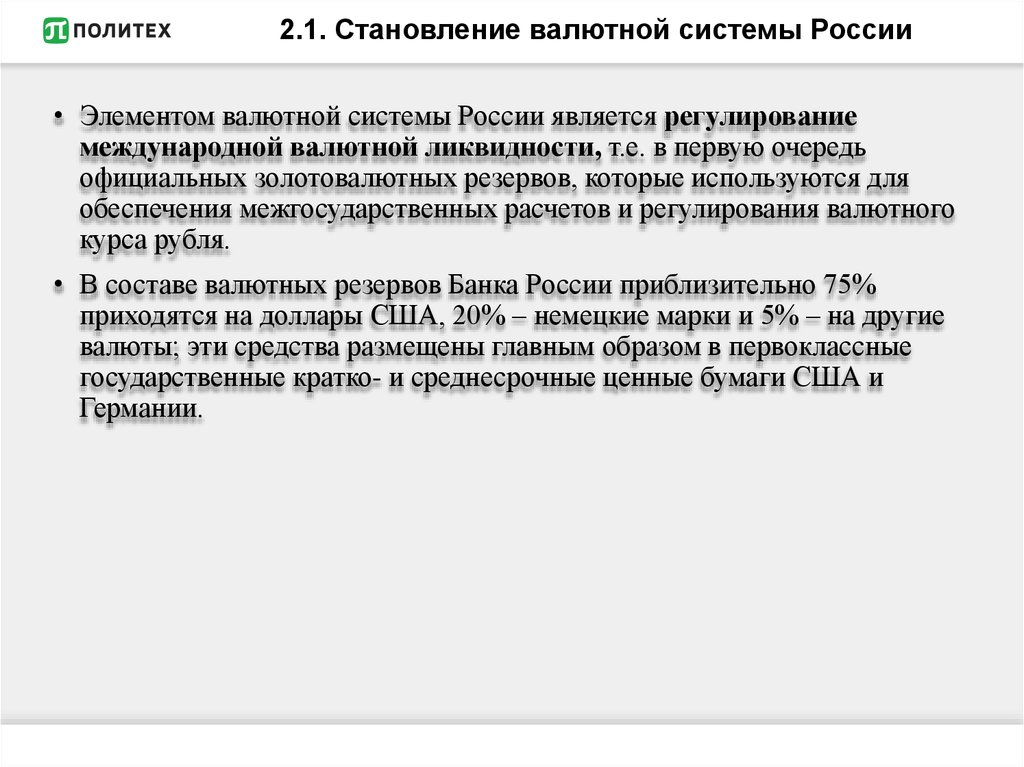 ПОЛИТЕХ
2.1. Становление валютной системы России
• Элементом валютной системы России является регулирование
международной валютной ликвидности, т.е. в первую очередь
официальных золотовалютных резервов, которые используются для
обеспечения межгосударственных расчетов и регулирования валютного
курса рубля.
• В составе валютных резервов Банка России приблизительно 75%
приходятся на доллары США, 20% – немецкие марки и 5% – на другие
валюты; эти средства размещены главным образом в первоклассные
государственные кратко- и среднесрочные ценные бумаги США и
Германии.